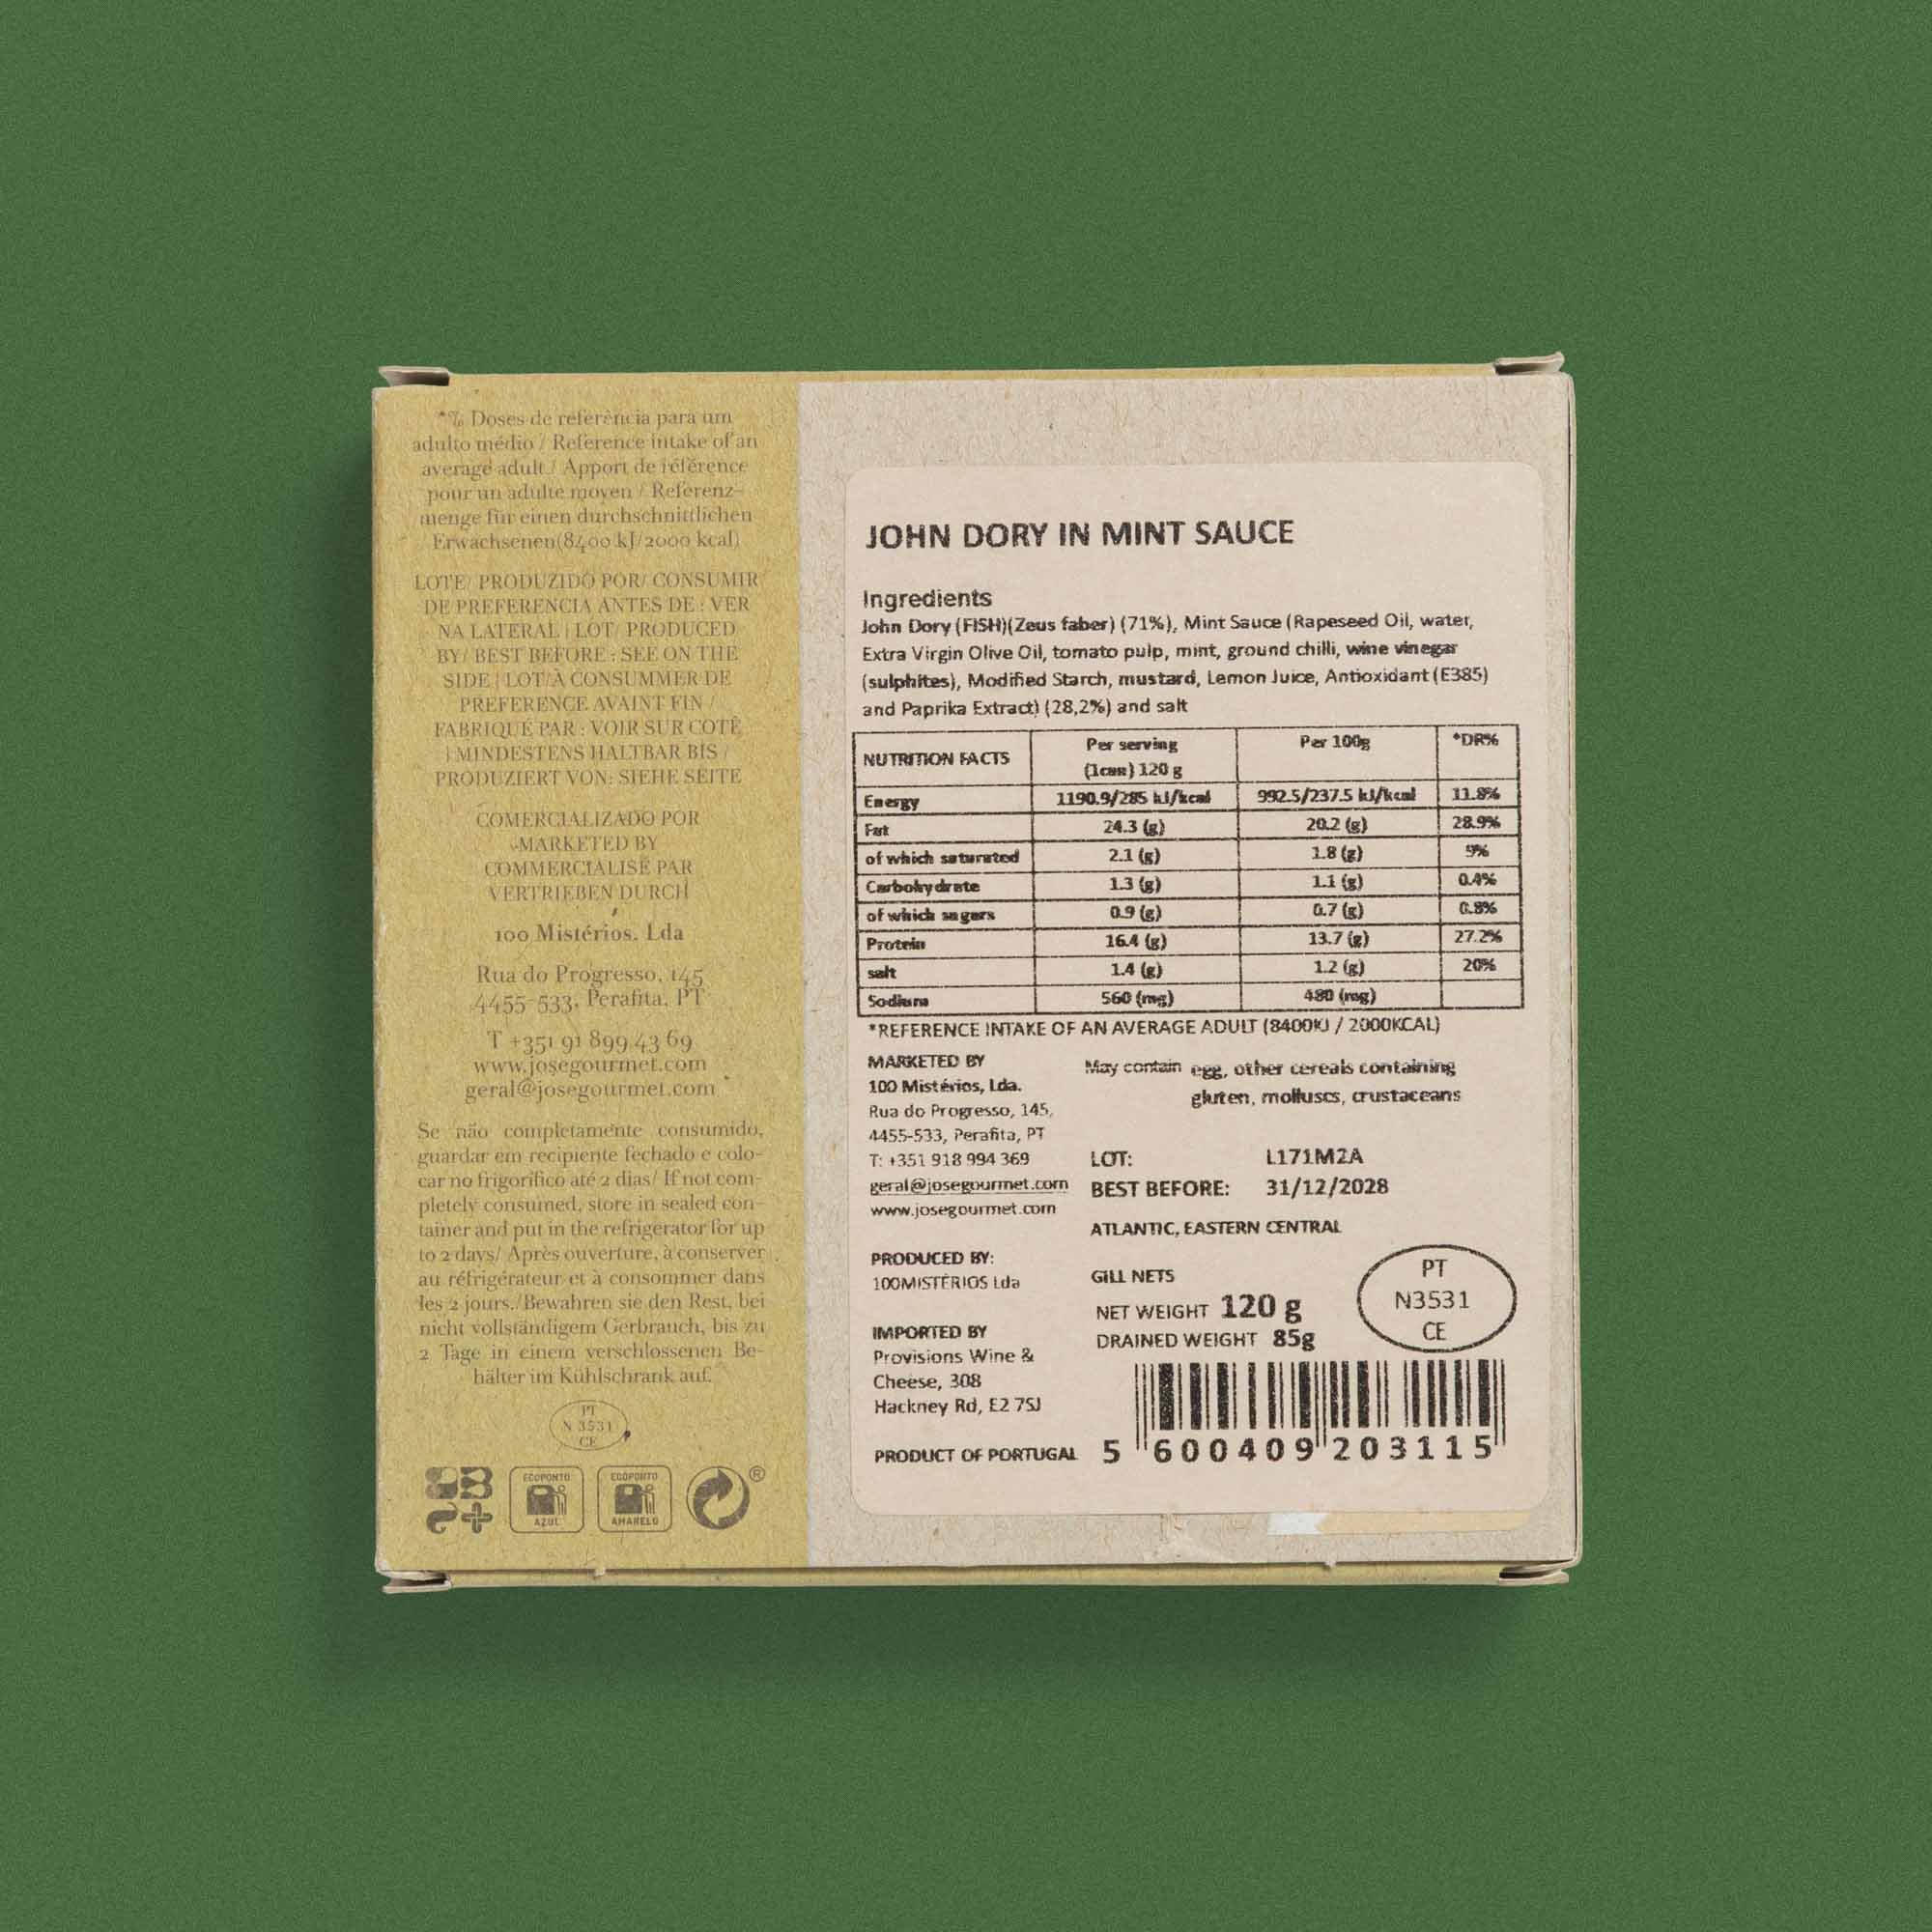 *% Doses de referência para um
adulto médio / Reference intake of an
average adult / Apport de référence
pour un adulte moyen / Referenz-
menge für einen durchschnittlichen
Erwachsenen(8400 kJ/2000 kcal)
LOTE/ PRODUZIDO POR/ CONSUMIR
DE PREFERENCIA ANTES DE : VER
NA LATERAL | LOT/ PRODUCED
BY/ BEST BEFORE : SEE ON THE
SIDE | LOT/À CONSUMMER DE
PREFERENCE AVAINT FIN /
FABRIQUÉ PAR : VOIR SUR COTÉ
| MINDESTENS HALTBAR BIS /
PRODUZIERT VON: SIEHE SEITE
COMERCIALIZADO POR
MARKETED BY
COMMERCIALISÉ PAR
VERTRIEBEN DURCH
100 Mistérios, Lda
Rua do Progresso, 145
4455-533, Perafita, PT
T +351 91 899 43 69
www.josegourmet.com
geral@josegourmet.com
Se não completamente consumido,
guardar em recipiente fechado e colo-
car no frigorífico até 2 dias/ If not com-
pletely consumed, store in sealed con-
tainer and put in the refrigerator for up
to 2 days/ Après ouverture, à conserver
au réfrigérateur et à consommer dans
les 2 jours./Bewahren sie den Rest, bei
nicht vollständigem Gerbrauch, bis zu
2 Tage in einem verschlossenen Be-
hälter im Kühlschrank auf.
PT
N 3531
CE
ECOPONTO
AZUL
ECOPONTO
AMARELO
®
JOHN DORY IN MINT SAUCE
Ingredients
John Dory (FISH)(Zeus faber) (71%), Mint Sauce (Rapeseed Oil, water,
Extra Virgin Olive Oil, tomato pulp, mint, ground chilli, wine vinegar
(sulphites), Modified Starch, mustard, Lemon Juice, Antioxidant (E385)
and Paprika Extract) (28,2%) and salt
NUTRITION FACTS Per serving Per 100g *DR%
(1can) 120 g
Energy 1190.9/285 kJ/kcal 992.5/237.5 kJ/kcal 11.8%
Fat 24.3 (g) 20.2 (g) 28.9%
of which saturated 2.1 (g) 1.8 (g) 9%
Carbohydrate 1.3 (g) 1.1 (g) 0.4%
of which sugars 0.9 (g) 0.7 (g) 0.8%
Protein 16.4 (g) 13.7 (g) 27.2%
salt 1.4 (g) 1.2 (g) 20%
Sodium 560 (mg) 480 (mg)
*REFERENCE INTAKE OF AN AVERAGE ADULT (8400KJ / 2000KCAL)
MARKETED BY
100 Mistérios, Lda.
Rua do Progresso, 145,
4455-533, Perafita, PT
T: +351 918 994 369
geral@josegourmet.com
www.josegourmet.com
PRODUCED BY:
100MISTÉRIOS Lda
IMPORTED BY
Provisions Wine &
Cheese, 308
Hackney Rd, E2 7SJ
PRODUCT OF PORTUGAL
May contain egg, other cereals containing
gluten, molluscs, crustaceans
LOT: L171M2A
BEST BEFORE: 31/12/2028
ATLANTIC, EASTERN CENTRAL
GILL NETS
NET WEIGHT 120 g
DRAINED WEIGHT 85g
PT
N3531
CE
5 600409 203115